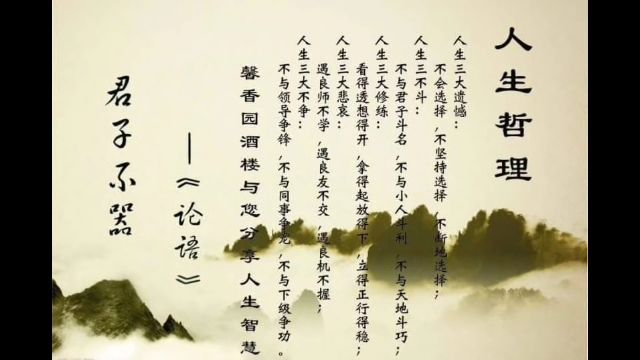 人生哲理
人生三大遗憾：
不会选择,不坚持选择,不断地选择；
人生三不斗：
不与君子斗名,不与小人斗利,不与天地斗巧；
人生三大修练：
看得透想得开,拿得起放得下,立得正行得稳；
人生三大悲哀：
遇良师不学,遇良友不交,遇良机不握；
人生三大不争：
不与领导争锋,不与同事争宠,不与下级争功。
馨香园酒楼与您分享人生智慧
——《论语》
君子不器